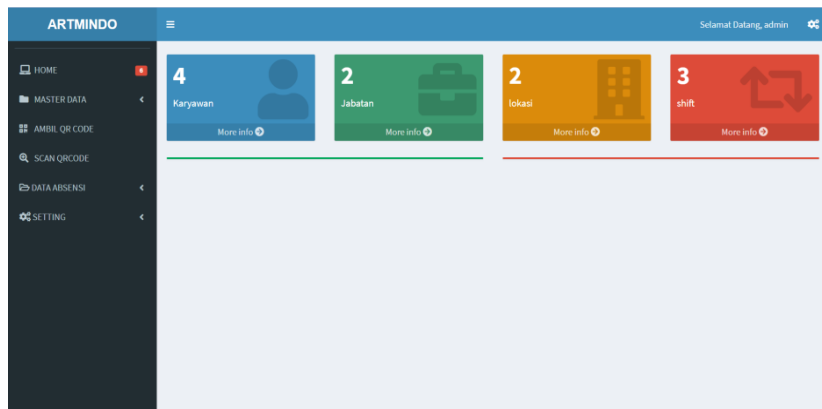 ARTMINDO
Selamat Datang, admin
HOME
MASTER DATA
AMBIL QR CODE
SCAN QRCODE
DATA ABSENSI
SETTING
4
Karyawan
More info
2
Jabatan
More info
2
lokasi
More info
3
shift
More info